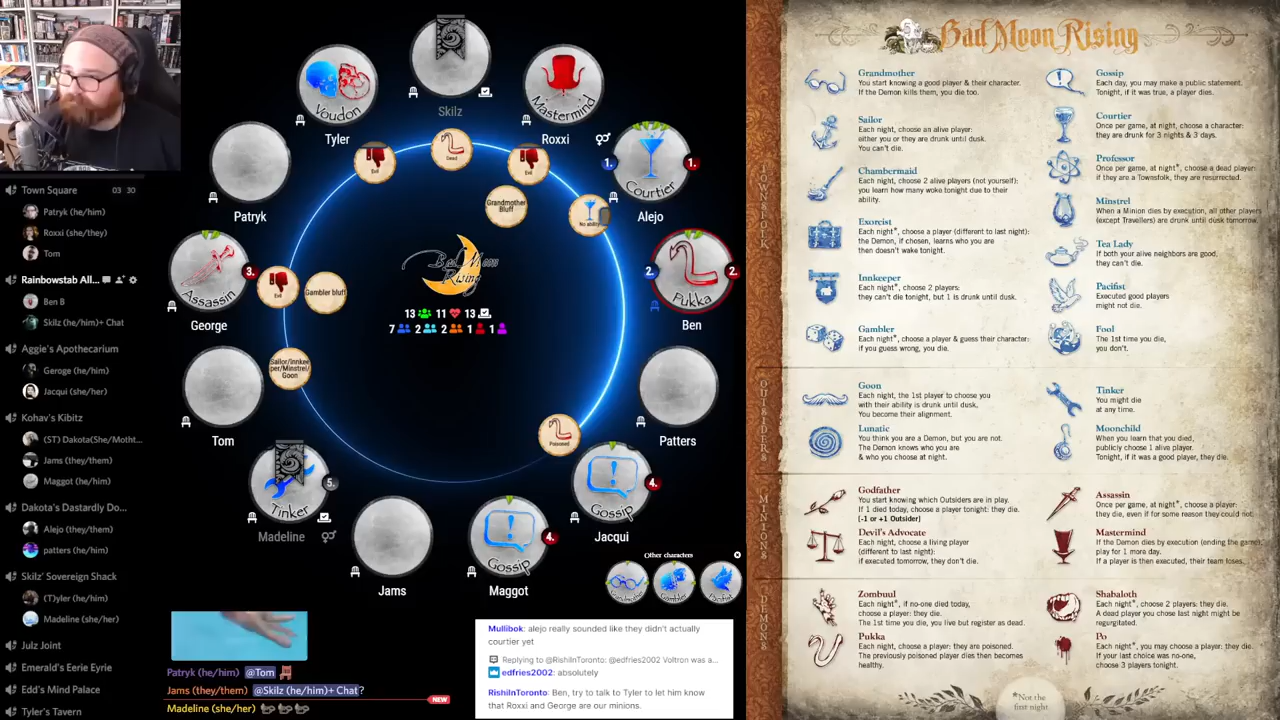 Town Square
03 30
Patryk (he/him)
Roxxi (she/they)
Tom
Rainbowstab All...
Ben B
Skilz (he/him)+ Chat
Aggie's Apothecarium
Geroge (he/him)
Jacqui (she/her)
Kohav's Kibitz
(ST) Dakota(She/Motht...
Jams (they/them)
Maggot (he/him)
Dakota's Dastardly Do...
Alejo (they/them)
patters (he/him)
Skilz' Sovereign Shack
(T)yler (he/him)
Madeline (she/her)
Julz Joint
Emerald's Eerie Eyrie
Edd's Mind Palace
Tyler's Tavern
Skilz
Voudon
Tyler
Mastermind
Roxxi
Patryk
Courtier
Alejo
1.
1.
Evil
Dead
Evil
Grandmother
Bluff
No ability
Assassin
George
3.
Evil
Gambler bluff
Bad Moon
Rising
13 11 13
7 2 2 1 1
Pukka
Ben
2.
2.
Sailor/Innkee
per/Minstrel/
Goon
Tom
Patters
Poisoned
Tinker
Madeline
5.
Jams
Gossip
Maggot
4.
Gossip
Jacqui
4.
Other characters
Patryk (he/him) @Tom
Jams (they/them) @Skilz (he/him)+ Chat?
NEW
Madeline (she/her)
Mullibok: alejo really sounded like they didn't actually
courtier yet
Replying to @RishiInToronto: @edfries2002 Voltron was a...
edfries2002: absolutely
RishiInToronto: Ben, try to talk to Tyler to let him know
that Roxxi and George are our minions.
Bad Moon Rising
TOWNSFOLK
Grandmother
You start knowing a good player & their character.
If the Demon kills them, you die too.
Sailor
Each night, choose an alive player:
either you or they are drunk until dusk.
You can't die.
Chambermaid
Each night, choose 2 alive players (not yourself):
you learn how many woke tonight due to their
ability.
Exorcist
Each night*, choose a player (different to last night):
the Demon, if chosen, learns who you are
then doesn't wake tonight.
Innkeeper
Each night*, choose 2 players:
they can't die tonight, but 1 is drunk until dusk.
Gambler
Each night*, choose a player & guess their character:
if you guess wrong, you die.
Gossip
Each day, you may make a public statement.
Tonight, if it was true, a player dies.
Courtier
Once per game, at night, choose a character:
they are drunk for 3 nights & 3 days.
Professor
Once per game, at night*, choose a dead player:
if they are a Townsfolk, they are resurrected.
Minstrel
When a Minion dies by execution, all other players
(except Travellers) are drunk until dusk tomorrow.
Tea Lady
If both your alive neighbors are good,
they can't die.
Pacifist
Executed good players
might not die.
Fool
The 1st time you die,
you don't.
OUTSIDERS
Goon
Each night, the 1st player to choose you
with their ability is drunk until dusk,
You become their alignment.
Lunatic
You think you are a Demon, but you are not.
The Demon knows who you are
& who you choose at night.
Tinker
You might die
at any time.
Moonchild
When you learn that you died,
publicly choose 1 alive player.
Tonight, if it was a good player, they die.
MINIONS
Godfather
You start knowing which Outsiders are in play.
If 1 died today, choose a player tonight: they die.
[-1 or +1 Outsider]
Devil's Advocate
Each night, choose a living player
(different to last night):
if executed tomorrow, they don't die.
Assassin
Once per game, at night*, choose a player:
they die, even if for some reason they could not.
Mastermind
If the Demon dies by execution (ending the game),
play for 1 more day.
If a player is then executed, their team loses.
DEMONS
Zombuul
Each night*, if no-one died today,
choose a player: they die.
The 1st time you die, you live but register as dead.
Pukka
Each night, choose a player: they are poisoned.
The previously poisoned player dies then becomes
healthy.
Shabaloth
Each night*, choose 2 players: they die.
A dead player you chose last night might be
regurgitated.
Po
Each night*, you may choose a player: they die.
If your last choice was no-one,
choose 3 players tonight.
*Not the
first night